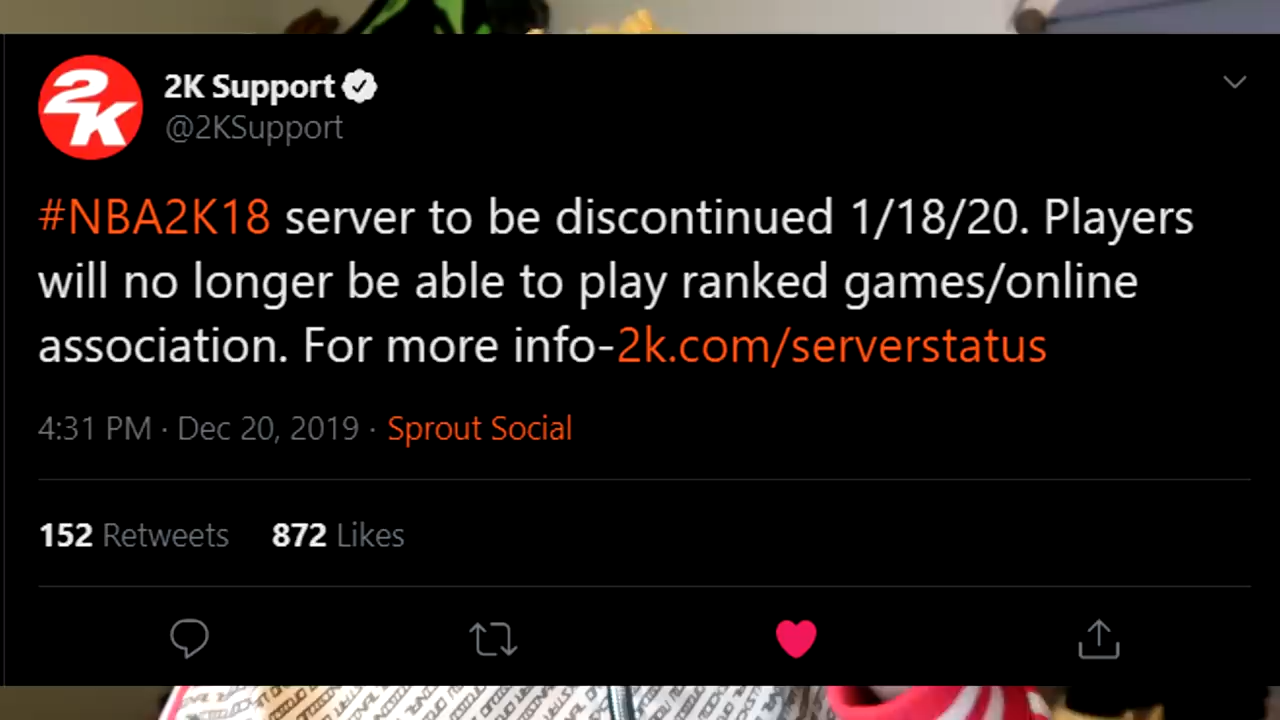 2K
2K Support
@2KSupport
#NBA2K18 server to be discontinued 1/18/20. Players
will no longer be able to play ranked games/online
association. For more info-2k.com/serverstatus
4:31 PM · Dec 20, 2019 · Sprout Social
152 Retweets 872 Likes